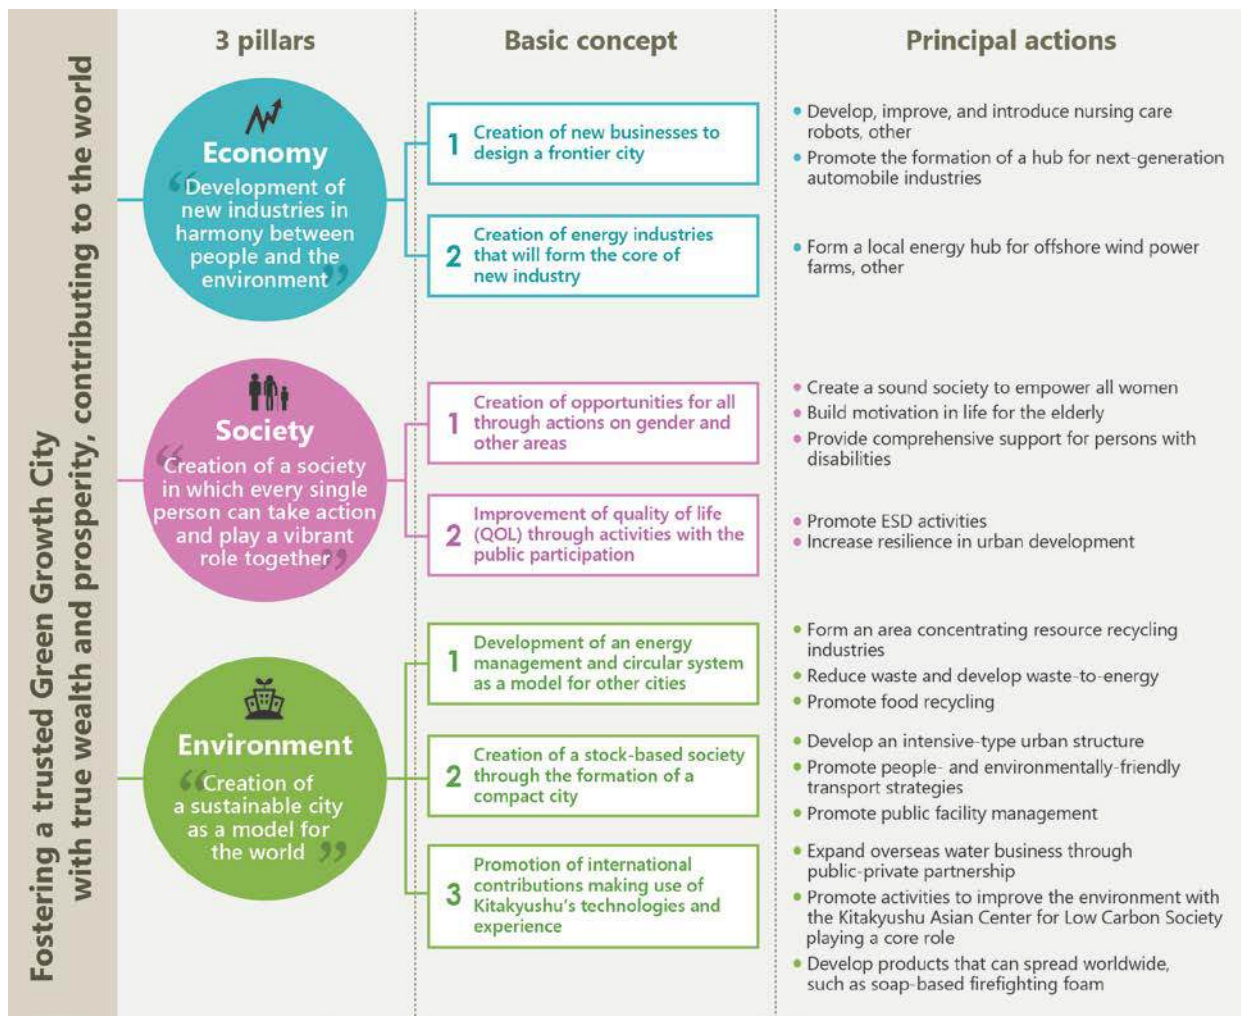 Fostering a trusted Green Growth City
with true wealth and prosperity, contributing to the world
3 pillars
Basic concept
Principal actions
Economy
“Development of
new industries in
harmony between
people and the
environment”
1
Creation of new businesses to
design a frontier city
• Develop, improve, and introduce nursing care
robots, other
• Promote the formation of a hub for next-generation
automobile industries
2
Creation of energy industries
that will form the core of
new industry
• Form a local energy hub for offshore wind power
farms, other
Society
“Creation of a society
in which every single
person can take action
and play a vibrant
role together”
1
Creation of opportunities for all
through actions on gender and
other areas
• Create a sound society to empower all women
• Build motivation in life for the elderly
• Provide comprehensive support for persons with
disabilities
2
Improvement of quality of life
(QOL) through activities with the
public participation
• Promote ESD activities
• Increase resilience in urban development
Environment
“Creation of
a sustainable city
as a model for
the world”
1
Development of an energy
management and circular system
as a model for other cities
• Form an area concentrating resource recycling
industries
• Reduce waste and develop waste-to-energy
• Promote food recycling
2
Creation of a stock-based society
through the formation of a
compact city
• Develop an intensive-type urban structure
• Promote people- and environmentally-friendly
transport strategies
• Promote public facility management
3
Promotion of international
contributions making use of
Kitakyushu’s technologies and
experience
• Expand overseas water business through
public-private partnership
• Promote activities to improve the environment with
the Kitakyushu Asian Center for Low Carbon Society
playing a core role
• Develop products that can spread worldwide,
such as soap-based firefighting foam